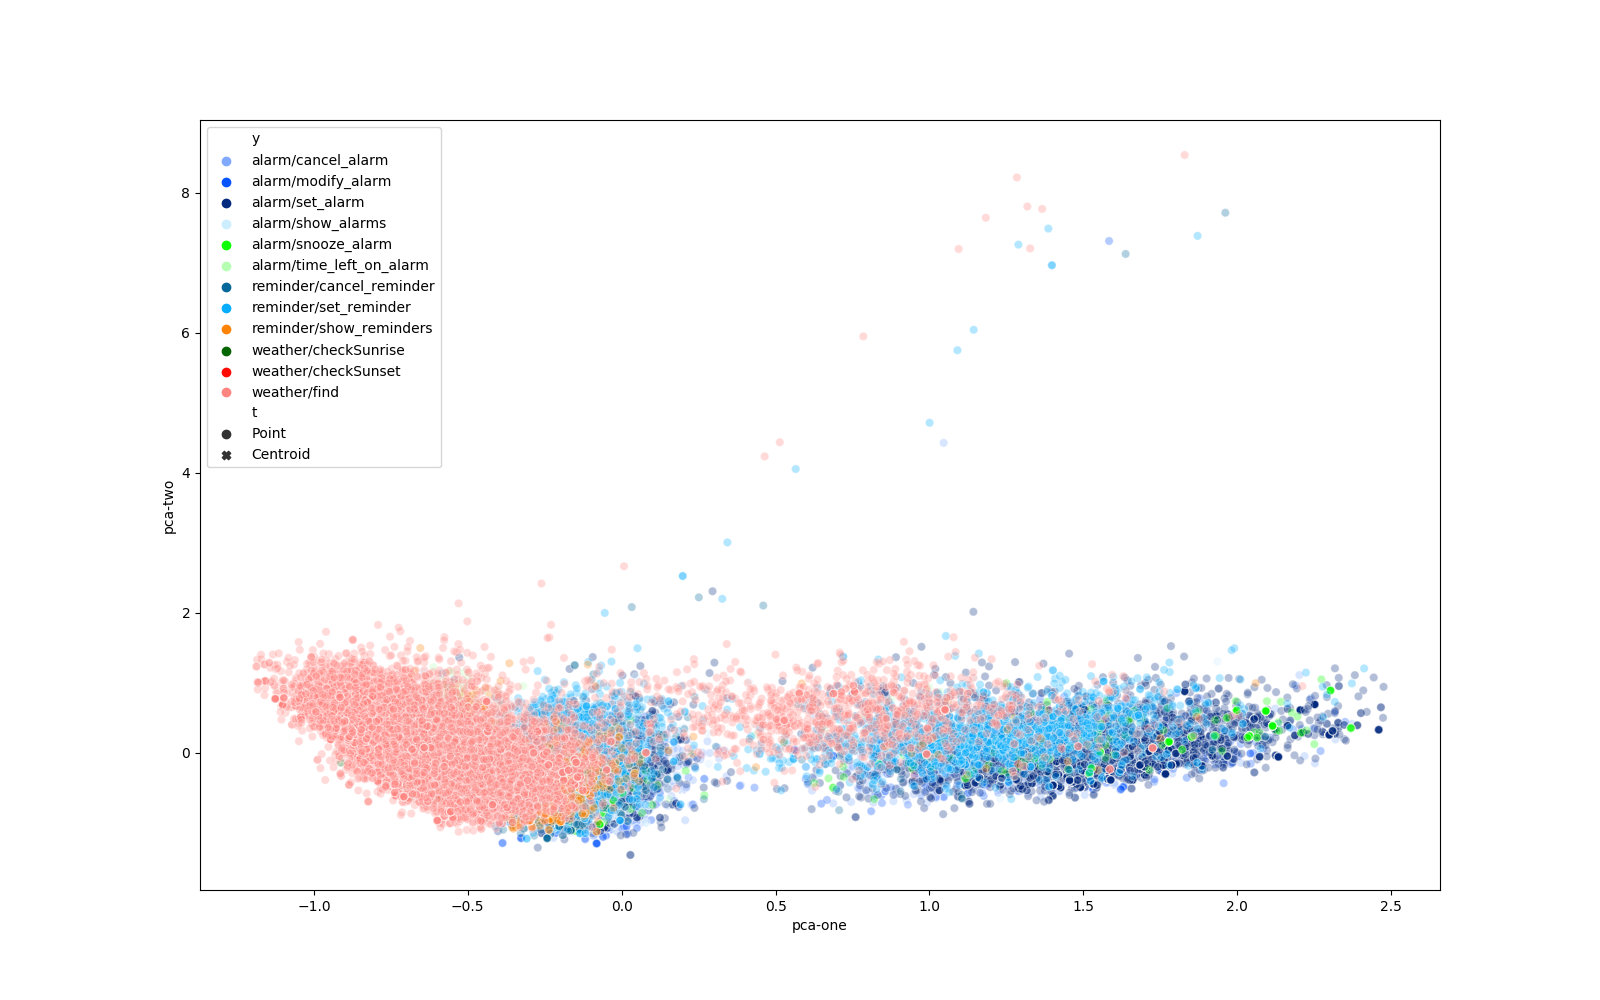 y
alarm/cancel_alarm
alarm/modify_alarm
alarm/set_alarm
alarm/show_alarms
alarm/snooze_alarm
alarm/time_left_on_alarm
reminder/cancel_reminder
reminder/set_reminder
reminder/show_reminders
weather/checkSunrise
weather/checkSunset
weather/find
t
Point
Centroid
8
6
4
2
0
pca-two
−1.0 −0.5 0.0 0.5 1.0 1.5 2.0 2.5
pca-one